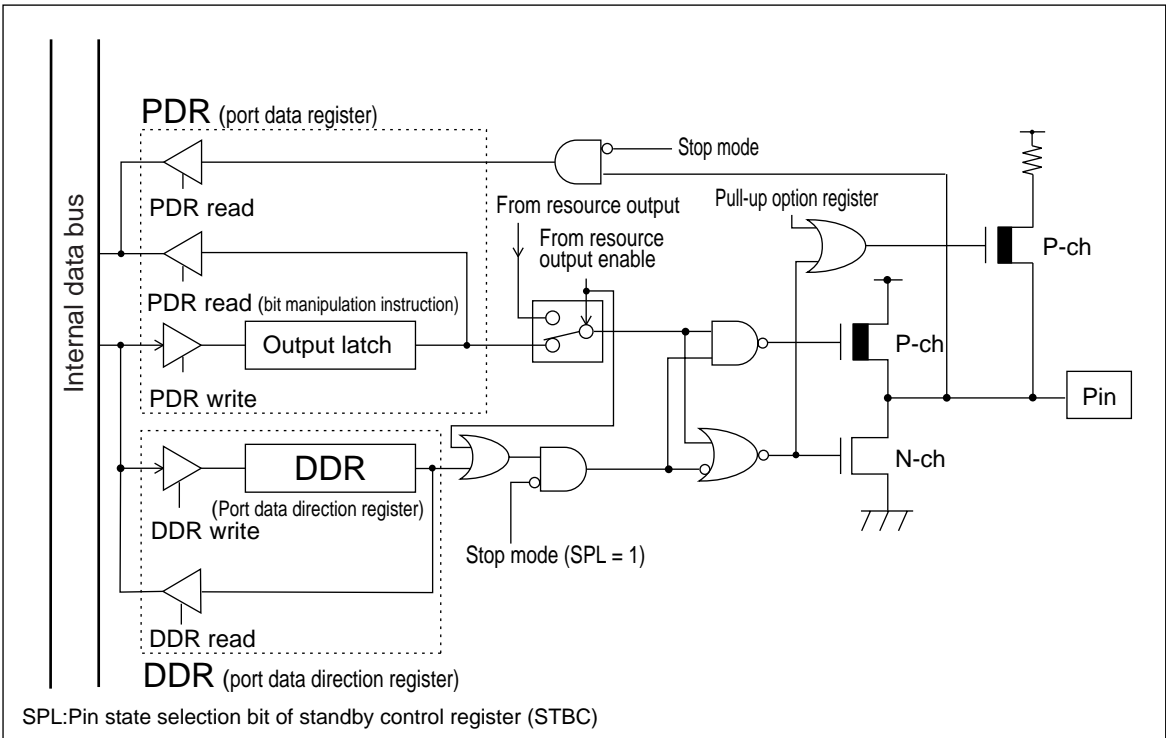 PDR (port data register)
Stop mode
PDR read
From resource output
Pull-up option register
From resource
output enable
P-ch
PDR read (bit manipulation instruction)
Output latch
P-ch
Internal data bus
PDR write
Pin
DDR
N-ch
(Port data direction register)
DDR write
Stop mode (SPL = 1)
DDR read
DDR (port data direction register)
SPL:Pin state selection bit of standby control register (STBC)